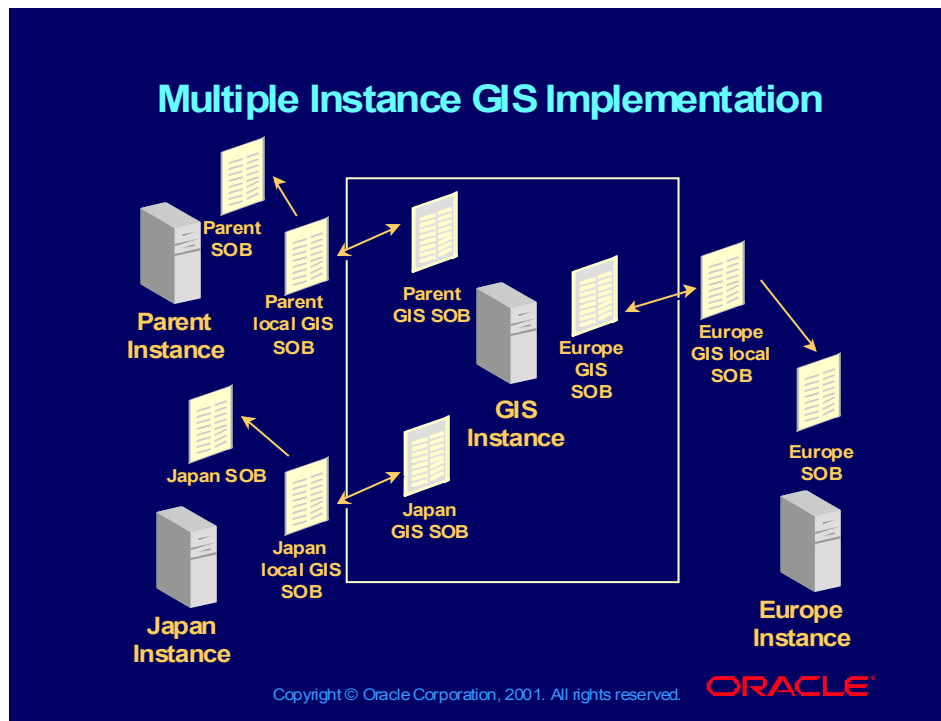 Multiple Instance GIS Implementation
Parent
SOB
Parent
local GIS
SOB
Parent
GIS SOB
Parent
Instance
Europe
GIS
SOB
Europe
GIS local
SOB
GIS
Instance
Europe
SOB
Japan SOB
Japan
GIS SOB
Japan
local GIS
SOB
Japan
Instance
Europe
Instance
Copyright © Oracle Corporation, 2001. All rights reserved.
ORACLE®